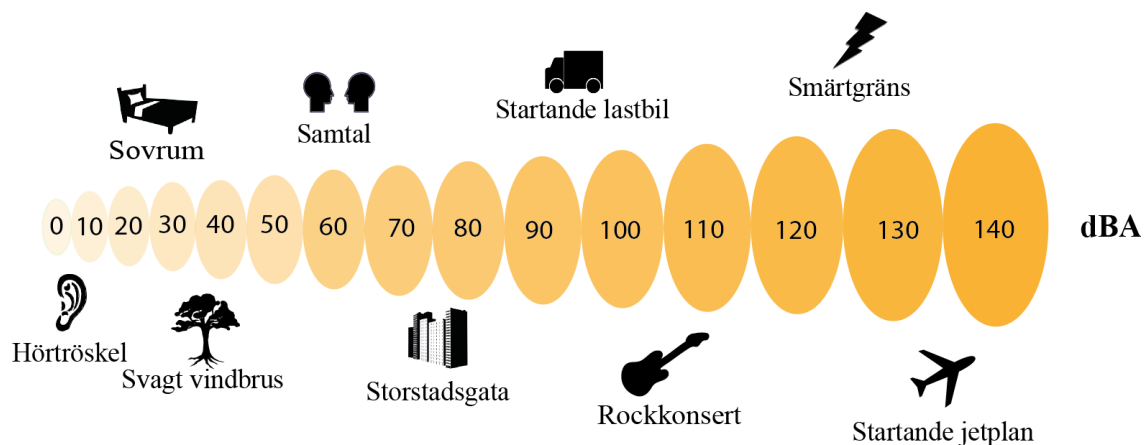 Smärtgräns
Startande lastbil
Samtal
Sovrum
0 10 20 30 40 50 60 70 80 90 100 110 120 130 140 dBA
Hörtröskel
Svagt vindbrus
Storstadsgata
Rockkonsert
Startande jetplan